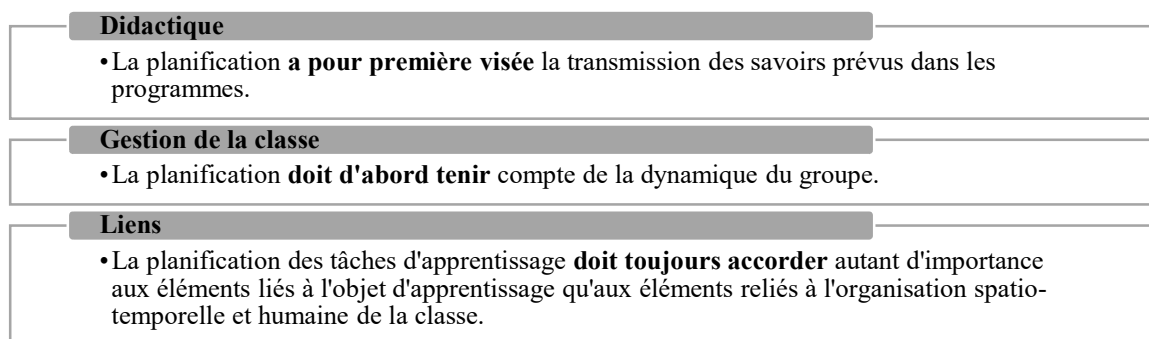 Didactique
•La planification a pour première visée la transmission des savoirs prévus dans les
programmes.
Gestion de la classe
•La planification doit d'abord tenir compte de la dynamique du groupe.
Liens
•La planification des tâches d'apprentissage doit toujours accorder autant d'importance
aux éléments liés à l'objet d'apprentissage qu'aux éléments reliés à l'organisation spatio-
temporelle et humaine de la classe.